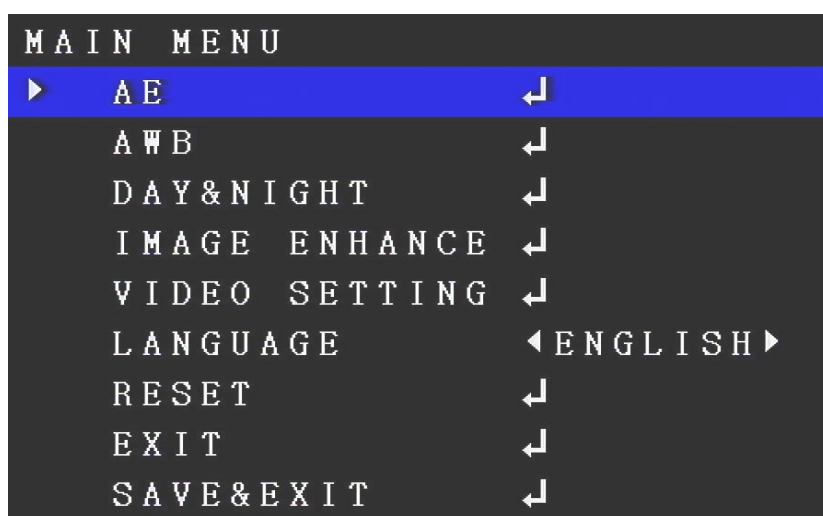 MAIN MENU
AE
AWB
DAY&NIGHT
IMAGE ENHANCE
VIDEO SETTING
LANGUAGE ENGLISH
RESET
EXIT
SAVE&EXIT